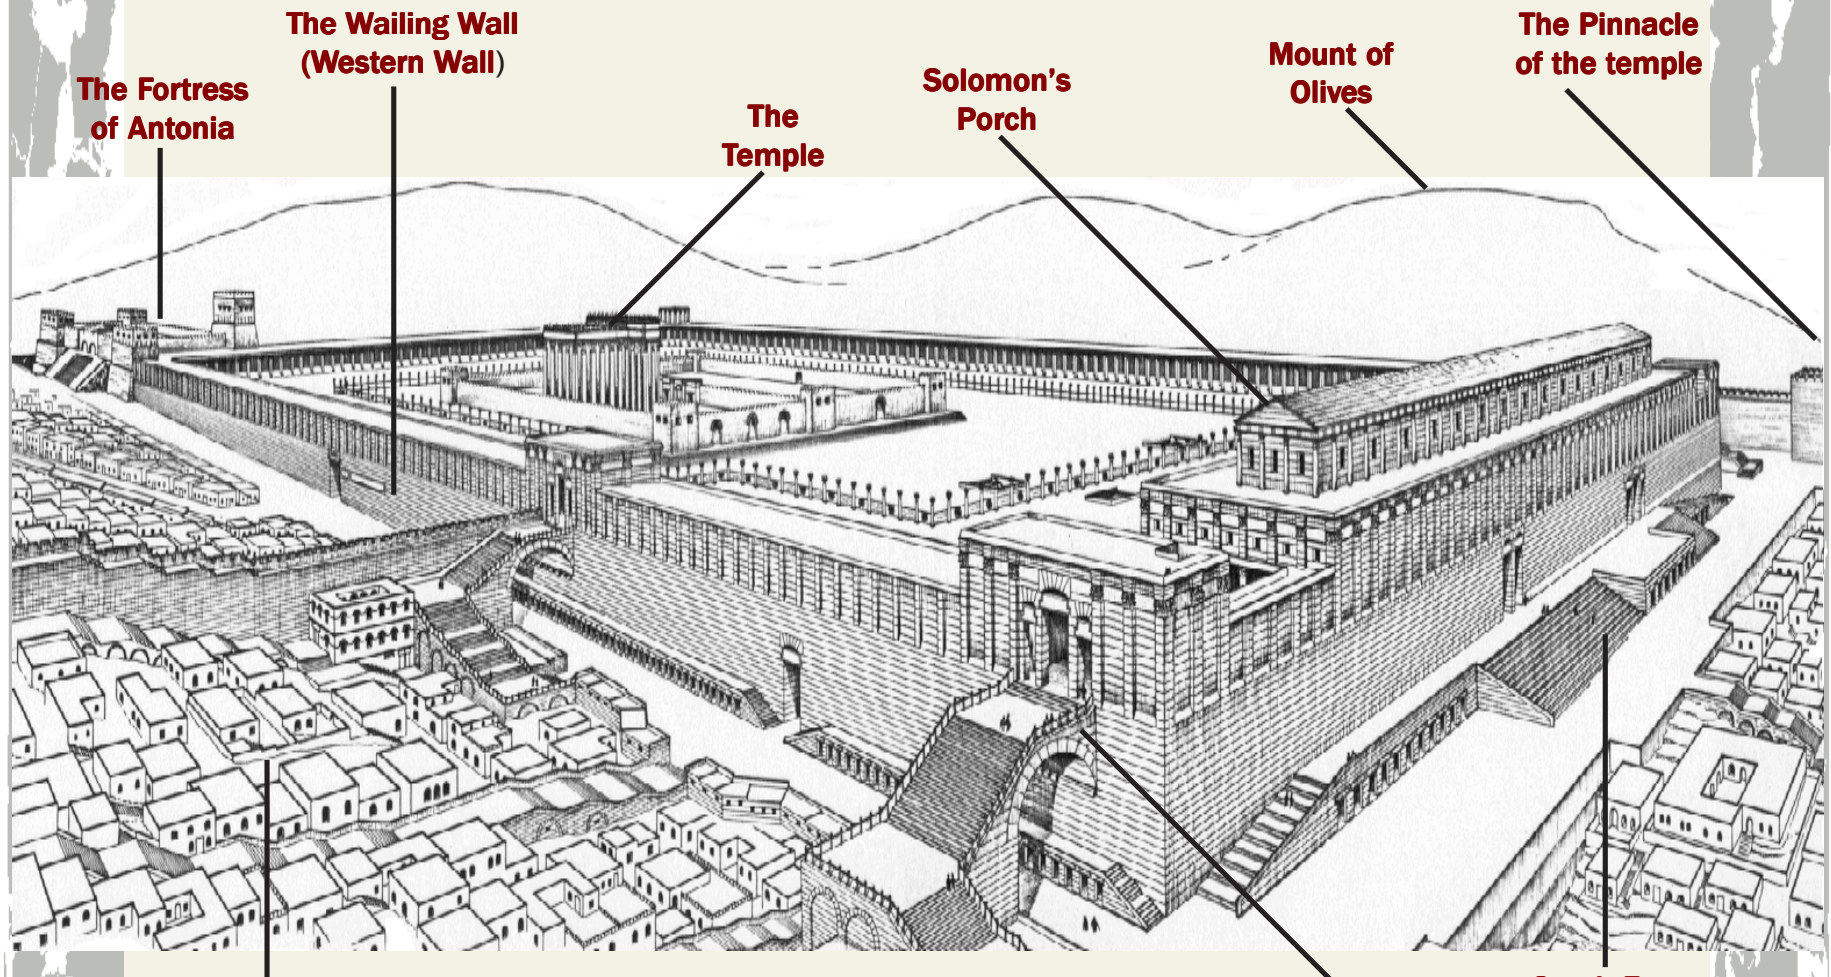 The Fortress
of Antonia
The Wailing Wall
(Western Wall)
The
Temple
Solomon's
Porch
Mount of
Olives
The Pinnacle
of the temple